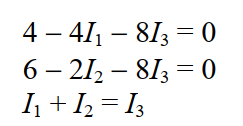 4 − 4I₁ − 8I₃ = 0
6 − 2I₂ − 8I₃ = 0
I₁ + I₂ = I₃